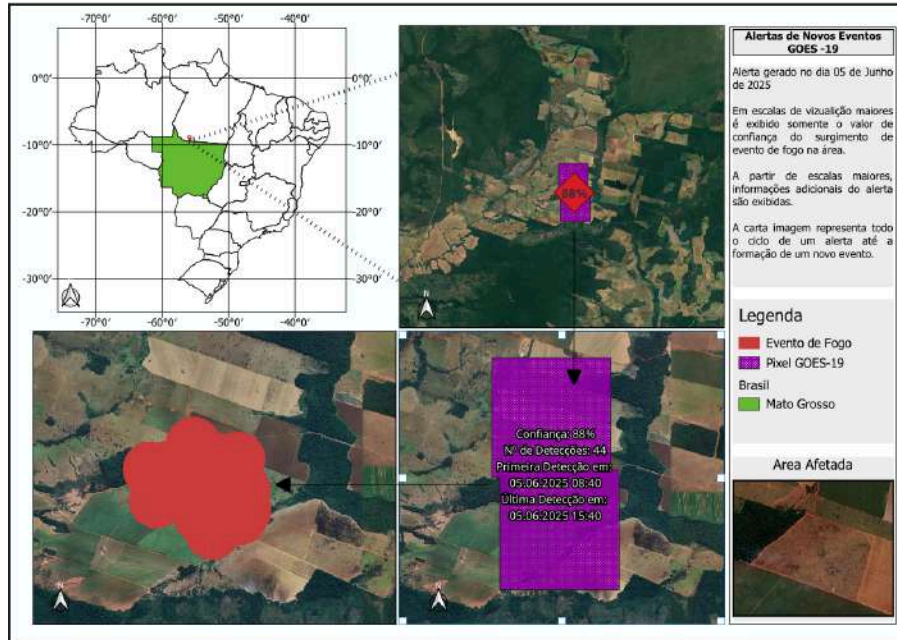 -70°0′ -60°0′ -50°0′ -40°0′
0°0′ 0°0′
-10°0′ -10°0′
-20°0′ -20°0′
-30°0′ -30°0′
-70°0′ -60°0′ -50°0′ -40°0′
N
88%
N
Alertas de Novos Eventos
GOES -19
Alerta gerado no dia 05 de Junho
de 2025
Em escalas de vizualição maiores
é exibido somente o valor de
confiança do surgimento de
evento de fogo na área.
A partir de escalas maiores,
informações adicionais do alerta
são exibidas.
A carta imagem representa todo
o ciclo de um alerta até a
formação de um novo evento.
Legenda
Evento de Fogo
Pixel GOES-19
Brasil
Mato Grosso
Area Afetada
N
Confiança: 88%
N° de Detecções: 44
Primeira Detecção em:
05.06.2025 08:40
Última Detecção em:
05.06.2025 15:40
N